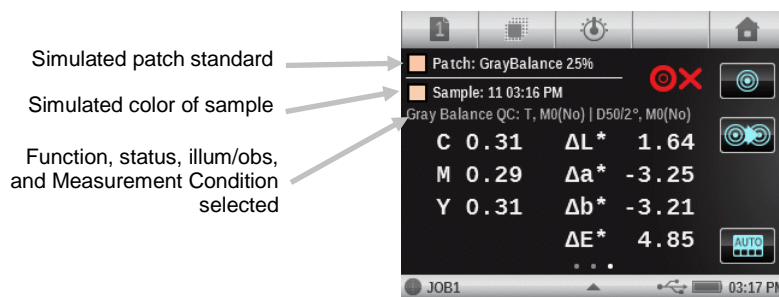 Simulated patch standard
Simulated color of sample
Function, status, illum/obs,
and Measurement Condition
selected
1
Patch: GrayBalance 25%
Sample: 11 03:16 PM
Gray Balance QC: T, M0(No) | D50/2°, M0(No)
C 0.31 ΔL* 1.64
M 0.29 Δa* -3.25
Y 0.31 Δb* -3.21
ΔE* 4.85
AUTO
JOB1 03:17 PM